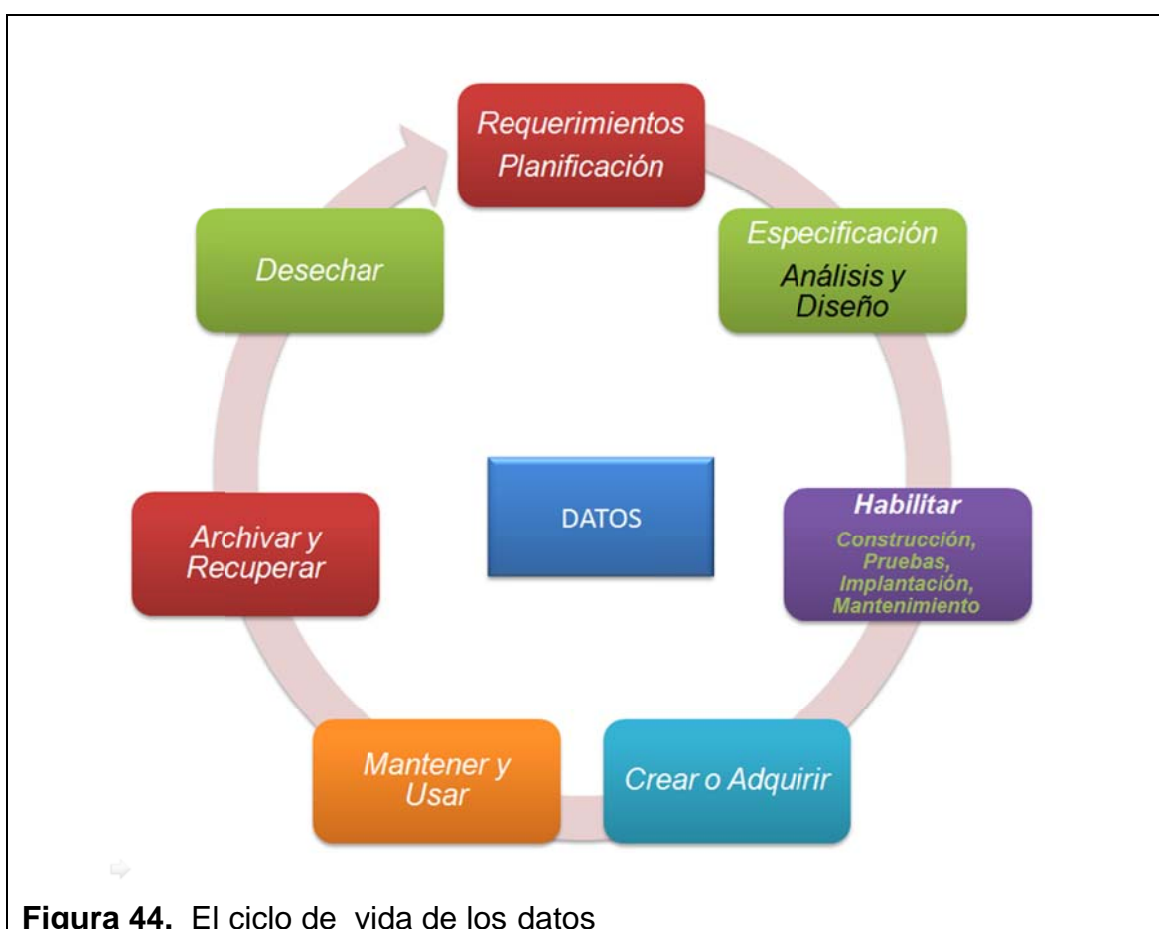 Requerimientos
Planificación
Especificación
Análisis y
Diseño
Habilitar
Construcción,
Pruebas,
Implantación,
Mantenimiento
Crear o Adquirir
Mantener y
Usar
Archivar y
Recuperar
Desechar
DATOS
Figura 44. El ciclo de vida de los datos